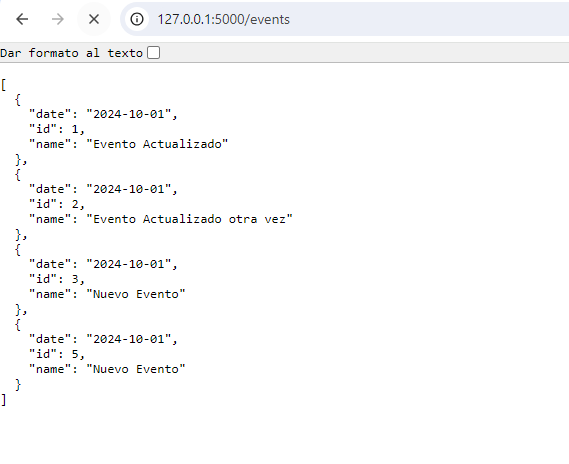 127.0.0.1:5000/events
Dar formato al texto
[
  {
    "date": "2024-10-01",
    "id": 1,
    "name": "Evento Actualizado"
  },
  {
    "date": "2024-10-01",
    "id": 2,
    "name": "Evento Actualizado otra vez"
  },
  {
    "date": "2024-10-01",
    "id": 3,
    "name": "Nuevo Evento"
  },
  {
    "date": "2024-10-01",
    "id": 5,
    "name": "Nuevo Evento"
  }
]